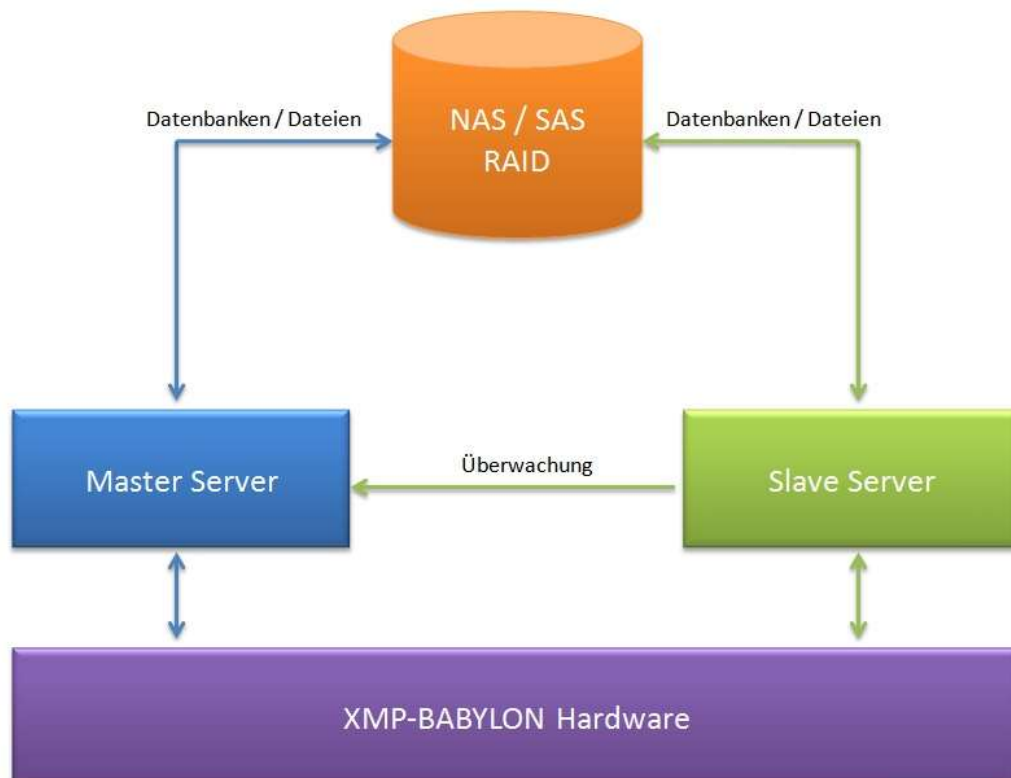 NAS / SAS
RAID
Datenbanken / Dateien
Datenbanken / Dateien
Master Server
Überwachung
Slave Server
XMP-BABYLON Hardware